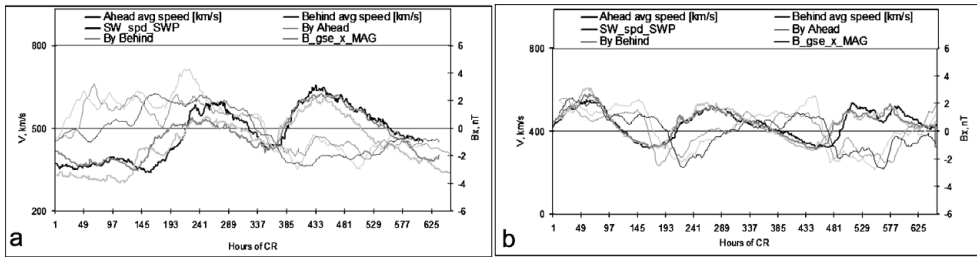 Ahead avg speed [km/s] Behind avg speed [km/s]
SW_spd_SWP By Ahead
By Behind B_gse_x_MAG
800
500
200
V, km/s
6
4
2
0
-2
-4
-6
Bx, nT
1 49 97 145 193 241 289 337 385 433 481 529 577 625
Hours of CR
a
Ahead avg speed [km/s] Behind avg speed [km/s]
SW_spd_SWP By Ahead
By Behind B_gse_x_MAG
800
400
0
V, km/s
6
4
2
0
-2
-4
-6
Bx, nT
1 49 97 145 193 241 289 337 385 433 481 529 577 625
Hours of CR
b